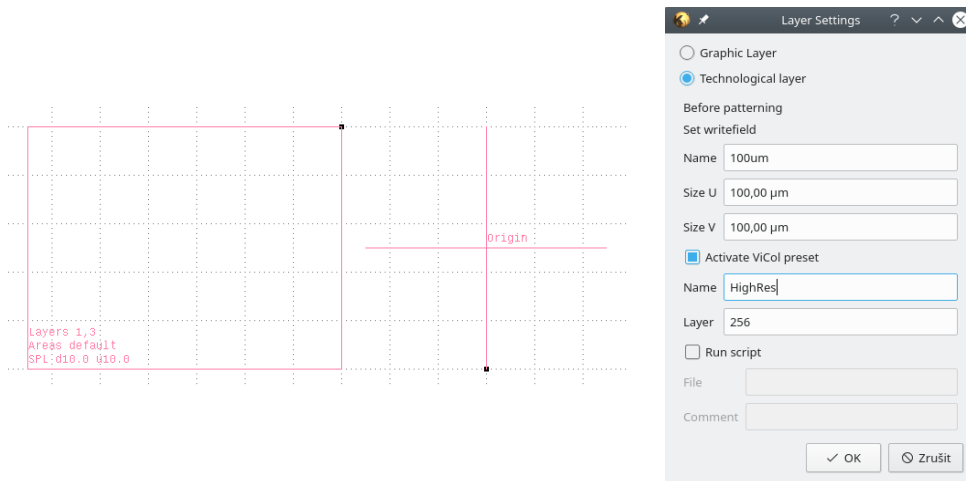 Origin
Layers 1,3
Areas default
SPL d10.0 u10.0
Layer Settings
Graphic Layer
Technological layer
Before patterning
Set writefield
Name 100um
Size U 100,00 µm
Size V 100,00 µm
Activate ViCol preset
Name HighRes
Layer 256
Run script
File
Comment
OK Zrušit